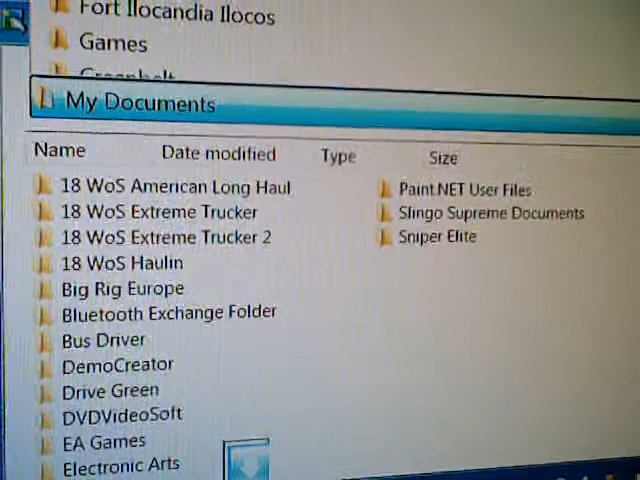 Fort Ilocandia Ilocos
Games
Greenbelt
My Documents
Name Date modified Type Size
18 WoS American Long Haul
18 WoS Extreme Trucker
18 WoS Extreme Trucker 2
18 WoS Haulin
Big Rig Europe
Bluetooth Exchange Folder
Bus Driver
DemoCreator
Drive Green
DVDVideoSoft
EA Games
Electronic Arts
Paint.NET User Files
Slingo Supreme Documents
Sniper Elite